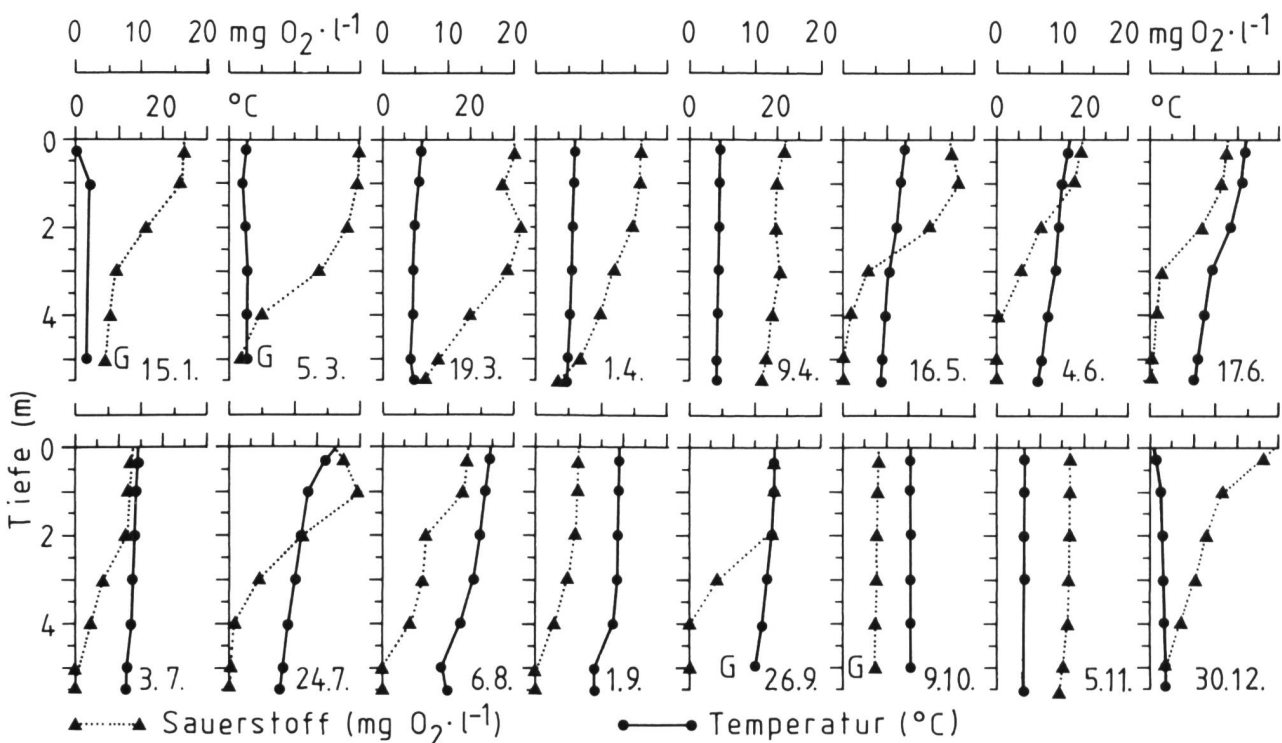 0 10 20 mg O₂·l⁻¹ 0 10 20 0 10 20 0 10 20 mg O₂·l⁻¹
0 20 °C 0 20 0 20 0 20 °C
0
2
4
G 15.1. G 5.3. 19.3. 1.4. 9.4. 16.5. 4.6. 17.6.
Tiefe (m)
0
2
4
3.7. 24.7. 6.8. 1.9. G 26.9. G 9.10. 5.11. 30.12.
Sauerstoff (mg O₂·l⁻¹) Temperatur (°C)